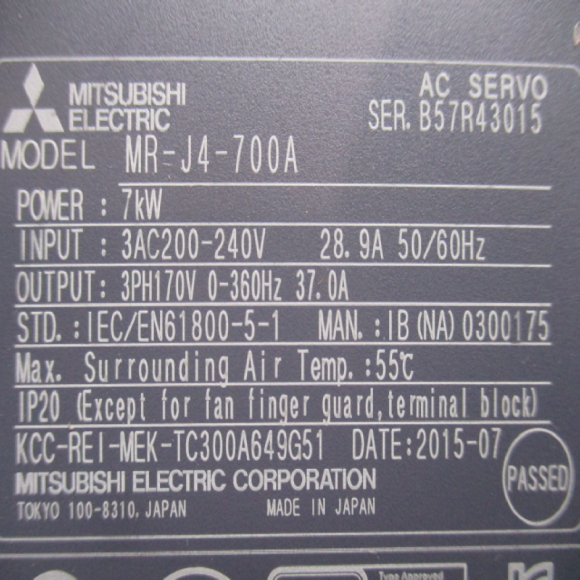 MITSUBISHI ELECTRIC
AC SERVO
SER. B57R43015
MODEL MR-J4-700A
POWER : 7kW
INPUT : 3AC200-240V 28.9A 50/60Hz
OUTPUT: 3PH170V 0-360Hz 37.0A
STD. :IEC/EN61800-5-1 MAN. :IB(NA)0300175
Max. Surrounding Air Temp. :55℃
IP20 (Except for fan finger guard,terminal block)
KCC-REI-MEK-TC300A649G51 DATE:2015-07
PASSED
MITSUBISHI ELECTRIC CORPORATION
TOKYO 100-8310, JAPAN MADE IN JAPAN
Type Approved